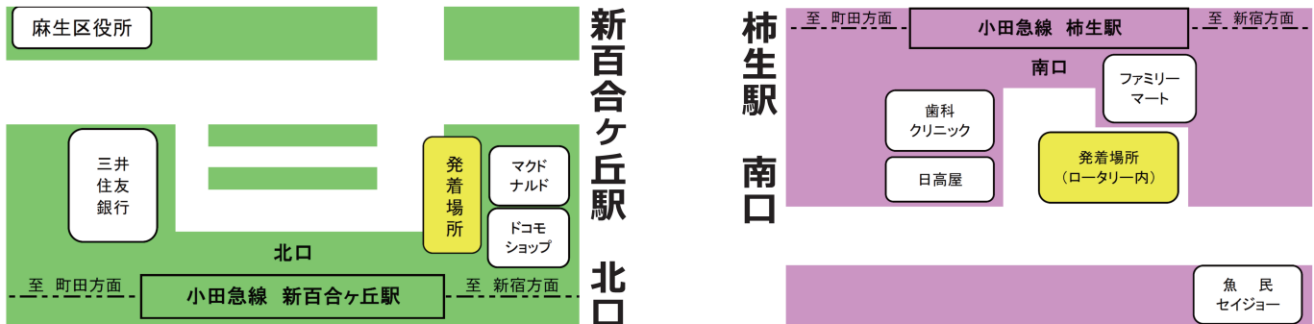 麻生区役所
三井
住友
銀行
発着場所
マクド
ナルド
ドコモ
ショップ
北口
至 町田方面
小田急線 新百合ヶ丘駅
至 新宿方面
新百合ケ丘駅 北口
柿生駅 南口
至 町田方面
小田急線 柿生駅
至 新宿方面
南口
ファミリー
マート
歯科
クリニック
発着場所
（ロータリー内）
日高屋
魚 民
セイジョー